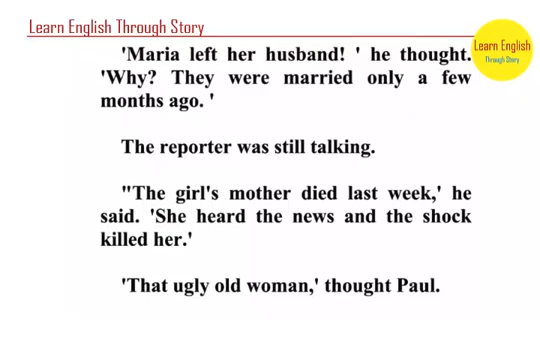 Learn English Through Story
Learn English
Through Story
'Maria left her husband! ' he thought.
'Why? They were married only a few
months ago. '
The reporter was still talking.
"The girl's mother died last week,' he
said. 'She heard the news and the shock
killed her.'
'That ugly old woman,' thought Paul.